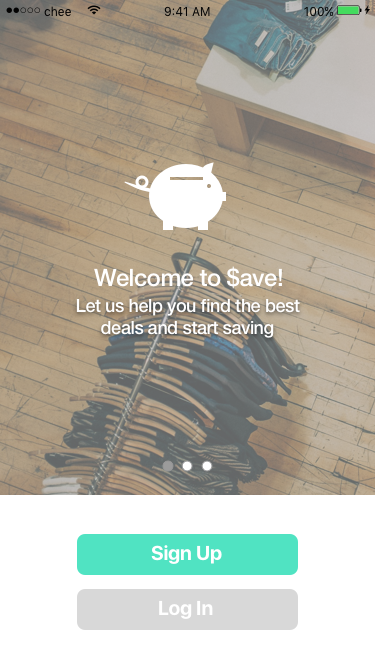 chee 9:41 AM 100%
Welcome to $ave!
Let us help you find the best
deals and start saving
Sign Up
Log In